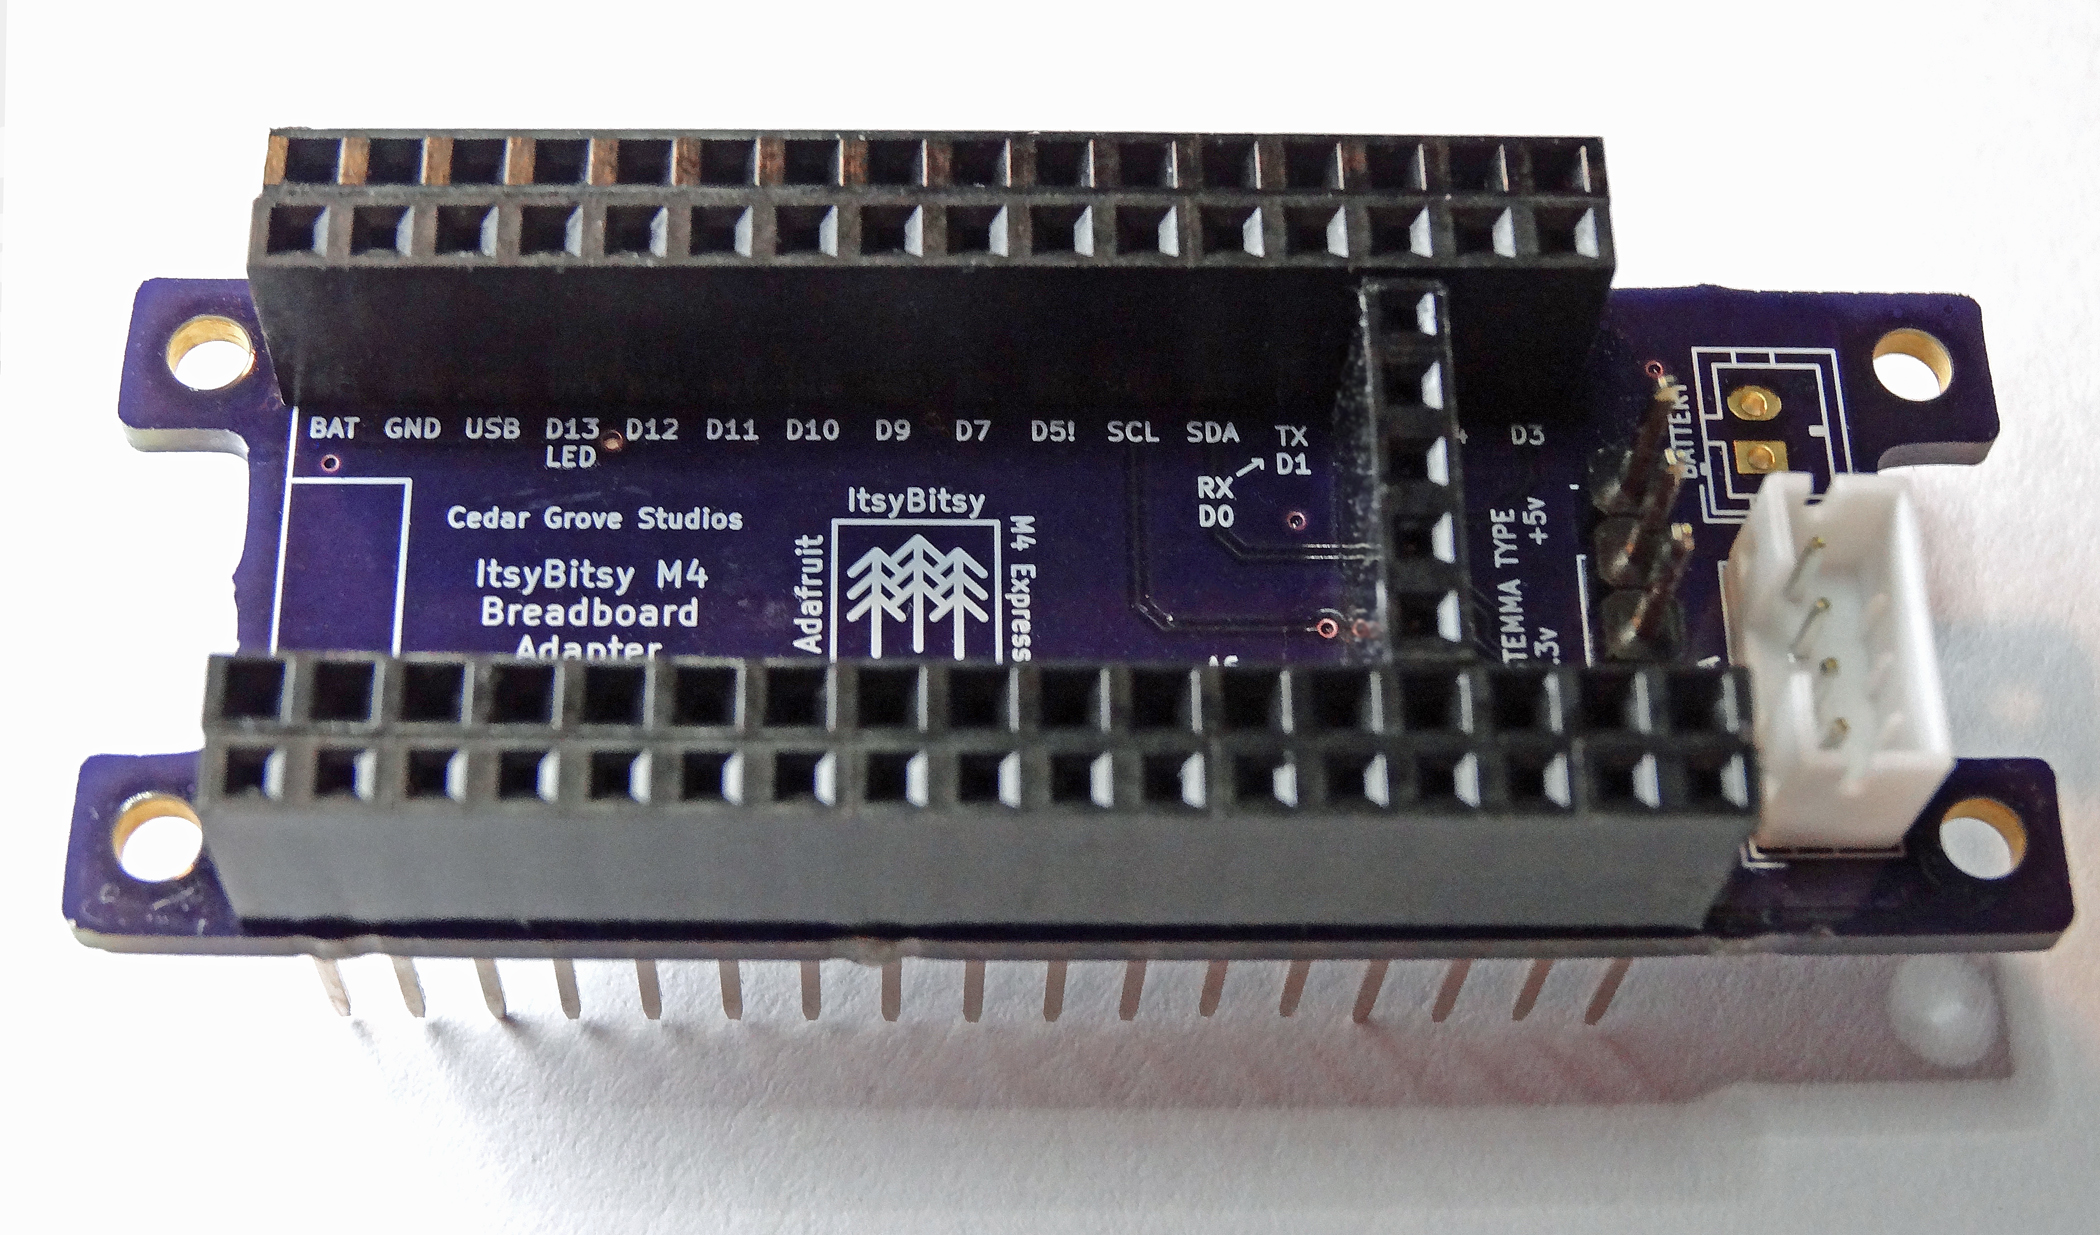 BAT GND USB D13 D12 D11 D10 D9 D7 D5! SCL SDA TX D3
LED
D1
RX
D0
Cedar Grove Studios
ItsyBitsy M4
Breadboard
Adapter
ItsyBitsy
Adafruit
M4 Express
BATTERY
TEMMA TYPE
+5v
.3v